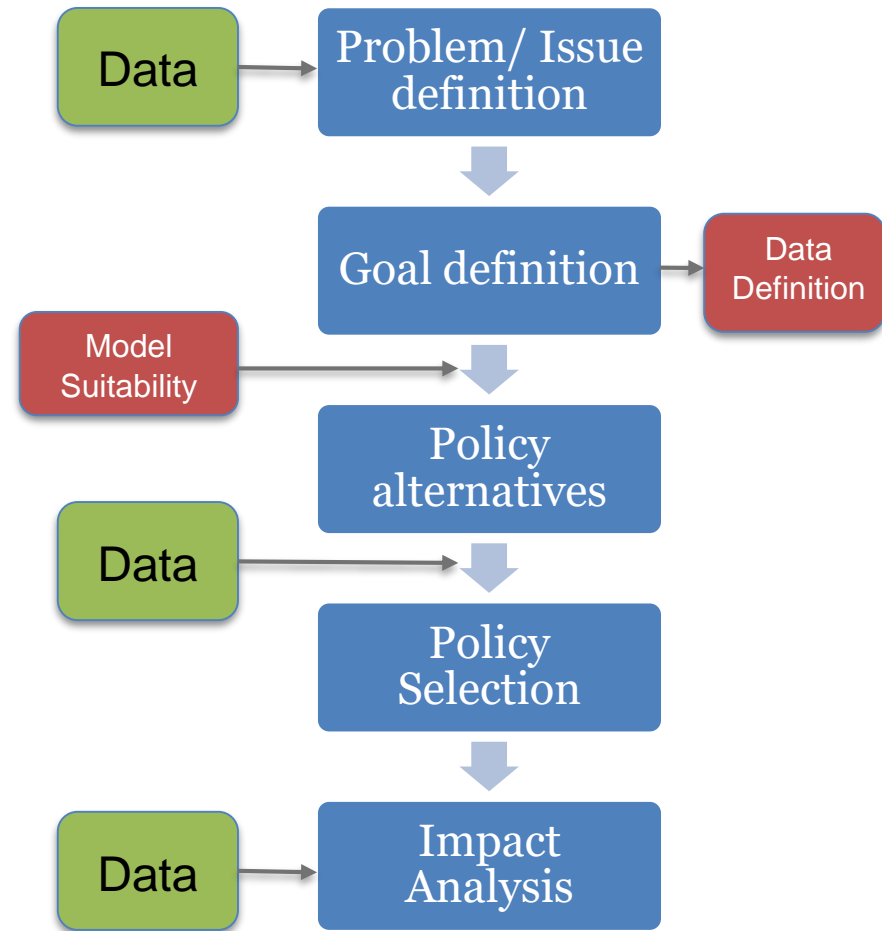 Data
Problem/ Issue
definition
Goal definition
Data
Definition
Model
Suitability
Policy
alternatives
Data
Policy
Selection
Data
Impact
Analysis